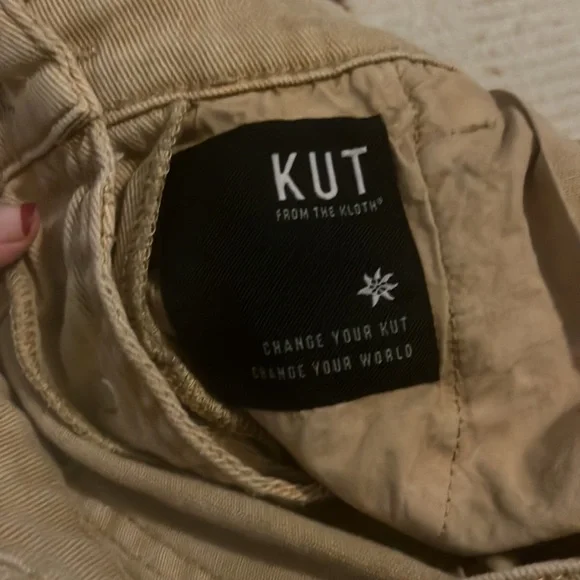 KUT
FROM THE KLOTH®
CHANGE YOUR KUT
CHANGE YOUR WORLD